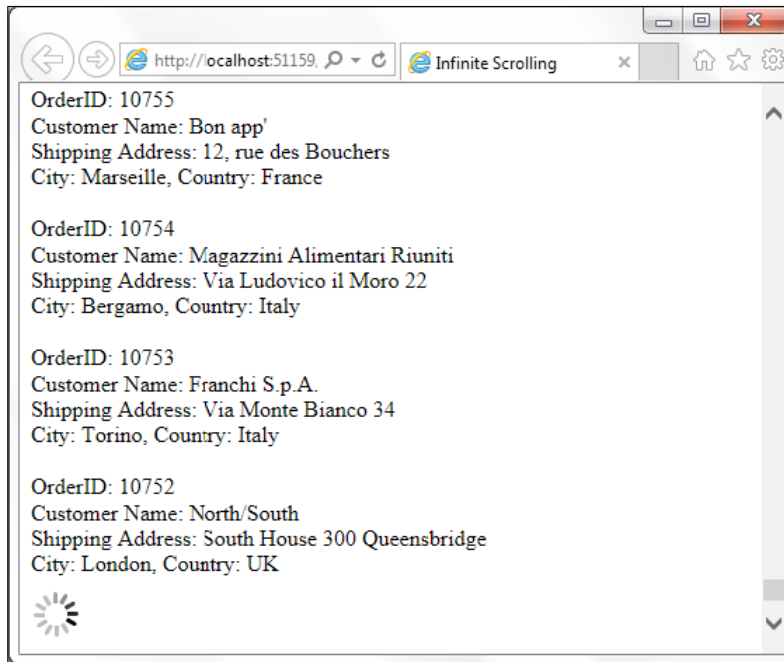 http://localhost:51159
Infinite Scrolling
OrderID: 10755
Customer Name: Bon app'
Shipping Address: 12, rue des Bouchers
City: Marseille, Country: France
OrderID: 10754
Customer Name: Magazzini Alimentari Riuniti
Shipping Address: Via Ludovico il Moro 22
City: Bergamo, Country: Italy
OrderID: 10753
Customer Name: Franchi S.p.A.
Shipping Address: Via Monte Bianco 34
City: Torino, Country: Italy
OrderID: 10752
Customer Name: North/South
Shipping Address: South House 300 Queensbridge
City: London, Country: UK